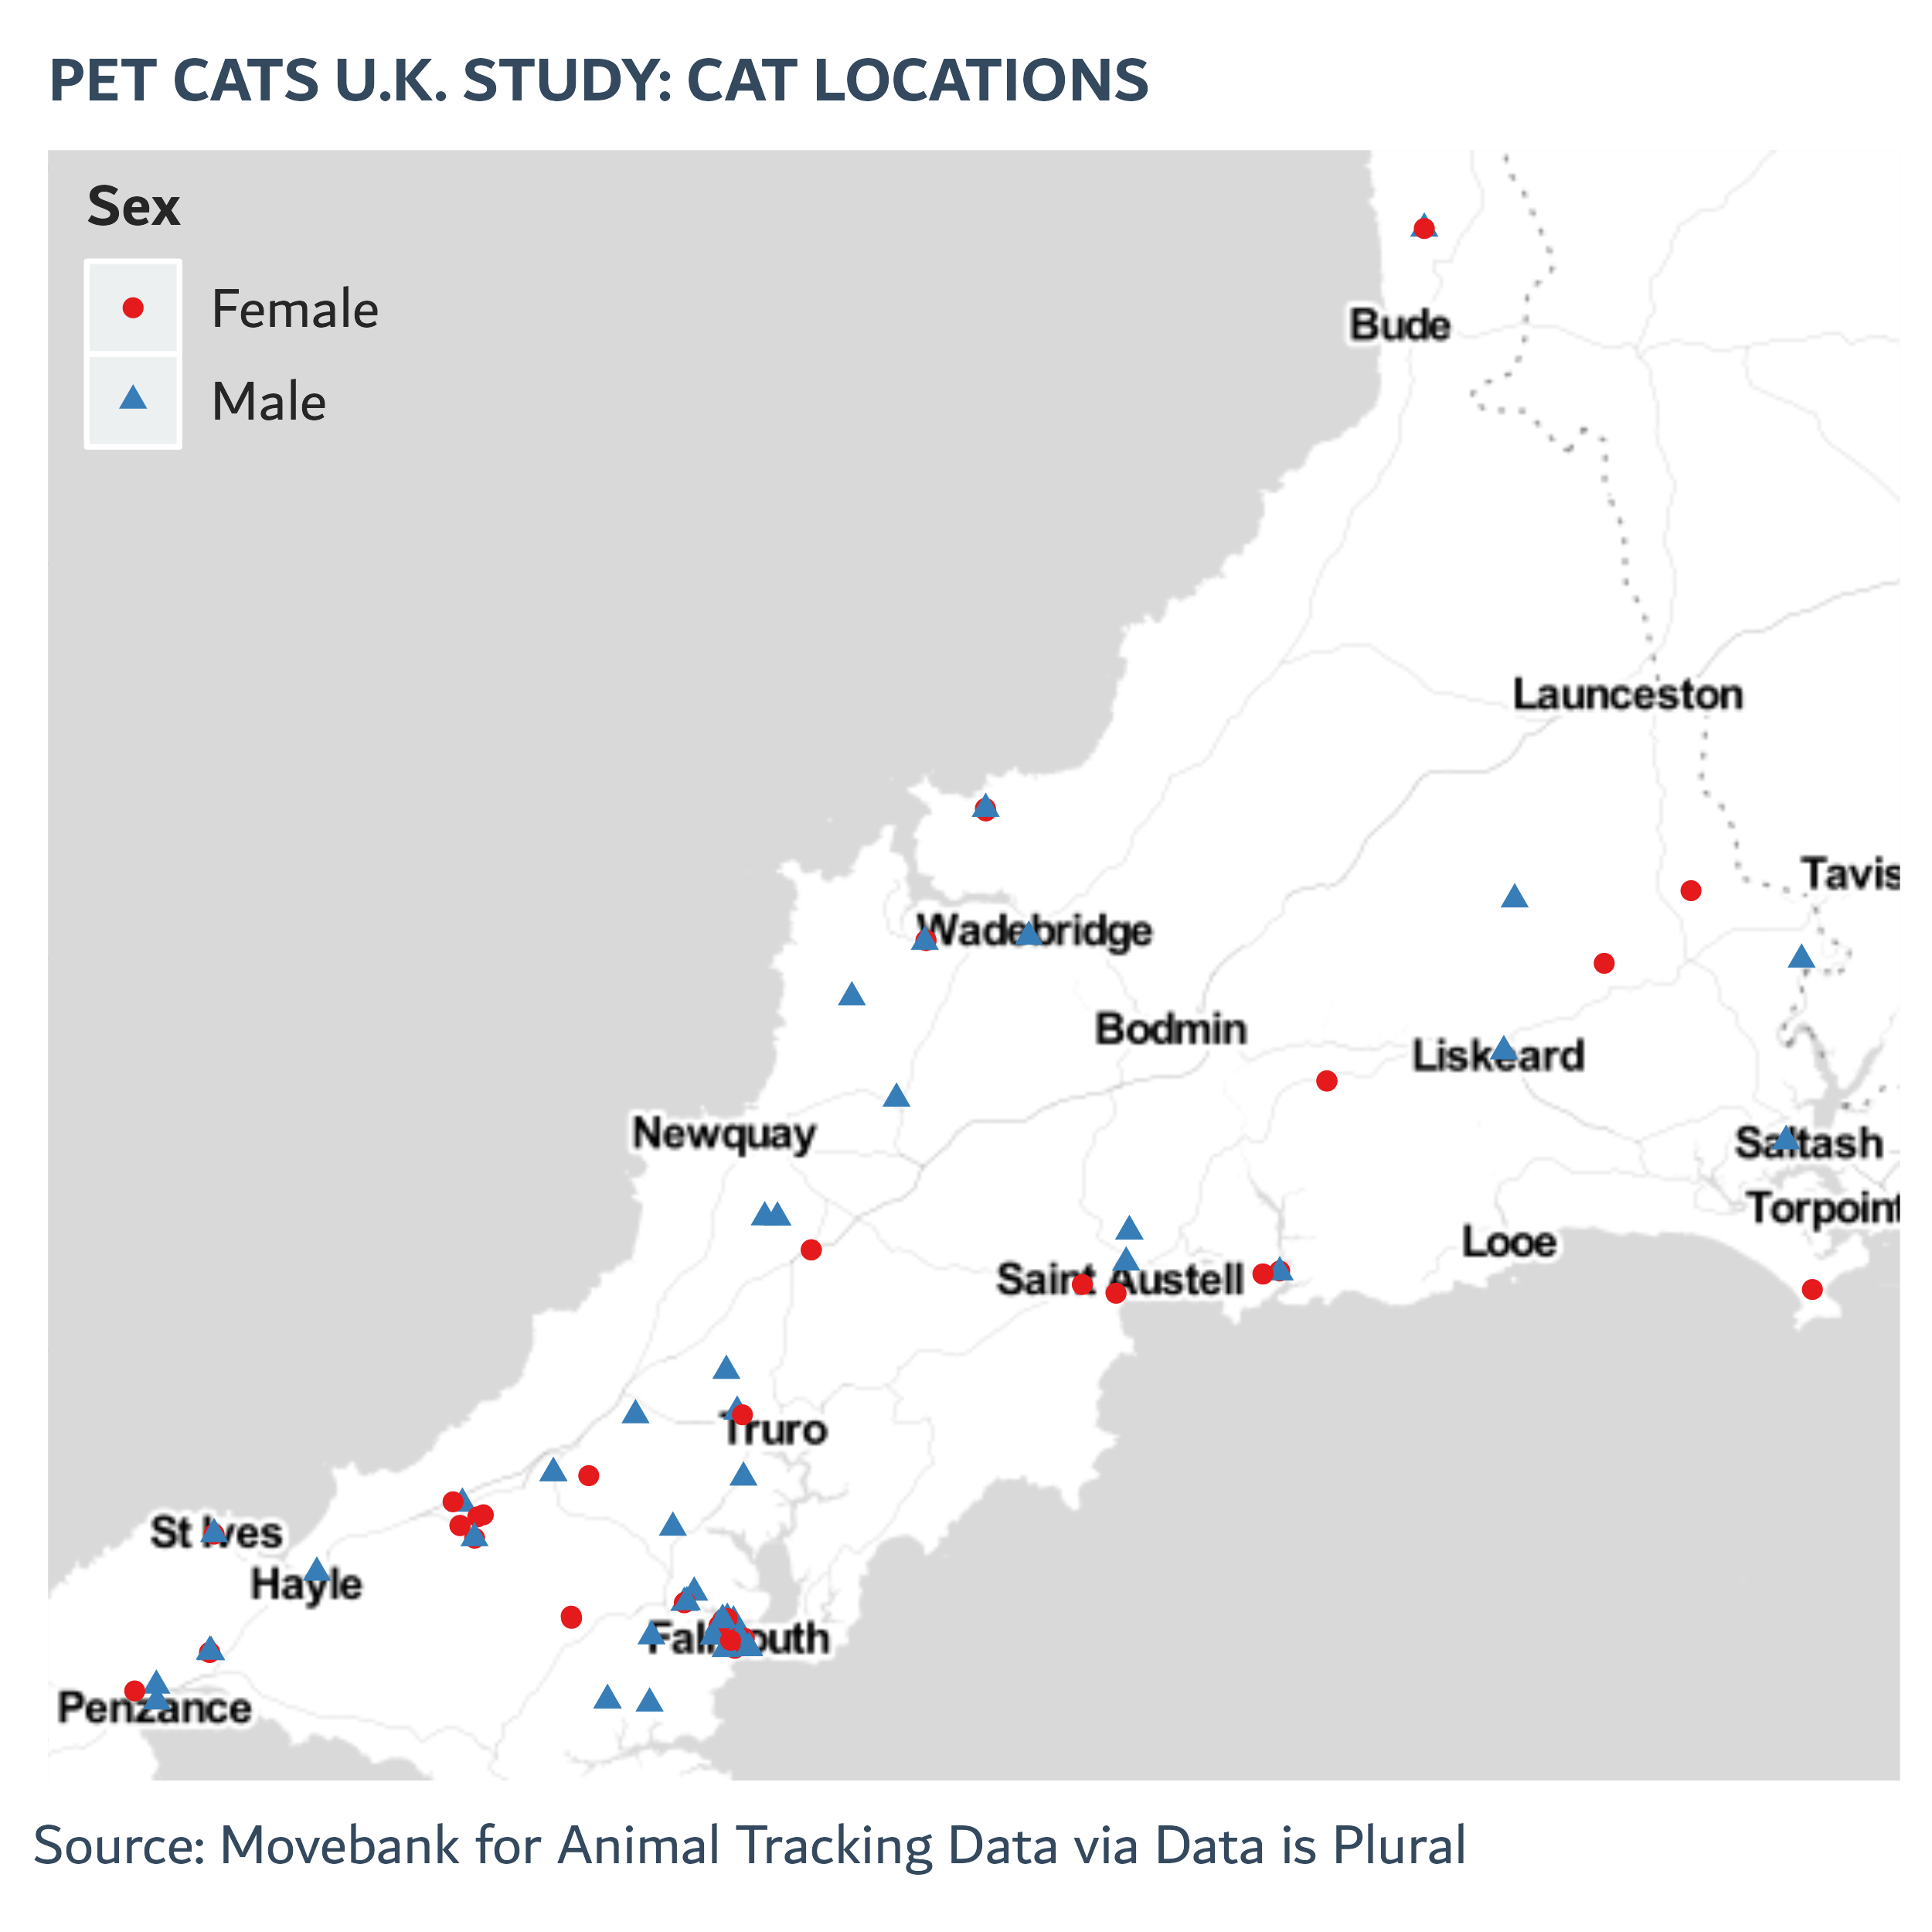 PET CATS U.K. STUDY: CAT LOCATIONS
Sex
Female
Male
Bude
Launceston
Tavis
Wadebridge
Bodmin
Liskeard
Newquay
Saltash
Torpoint
Looe
Saint Austell
Truro
St Ives
Hayle
Falmouth
Penzance
Source: Movebank for Animal Tracking Data via Data is Plural